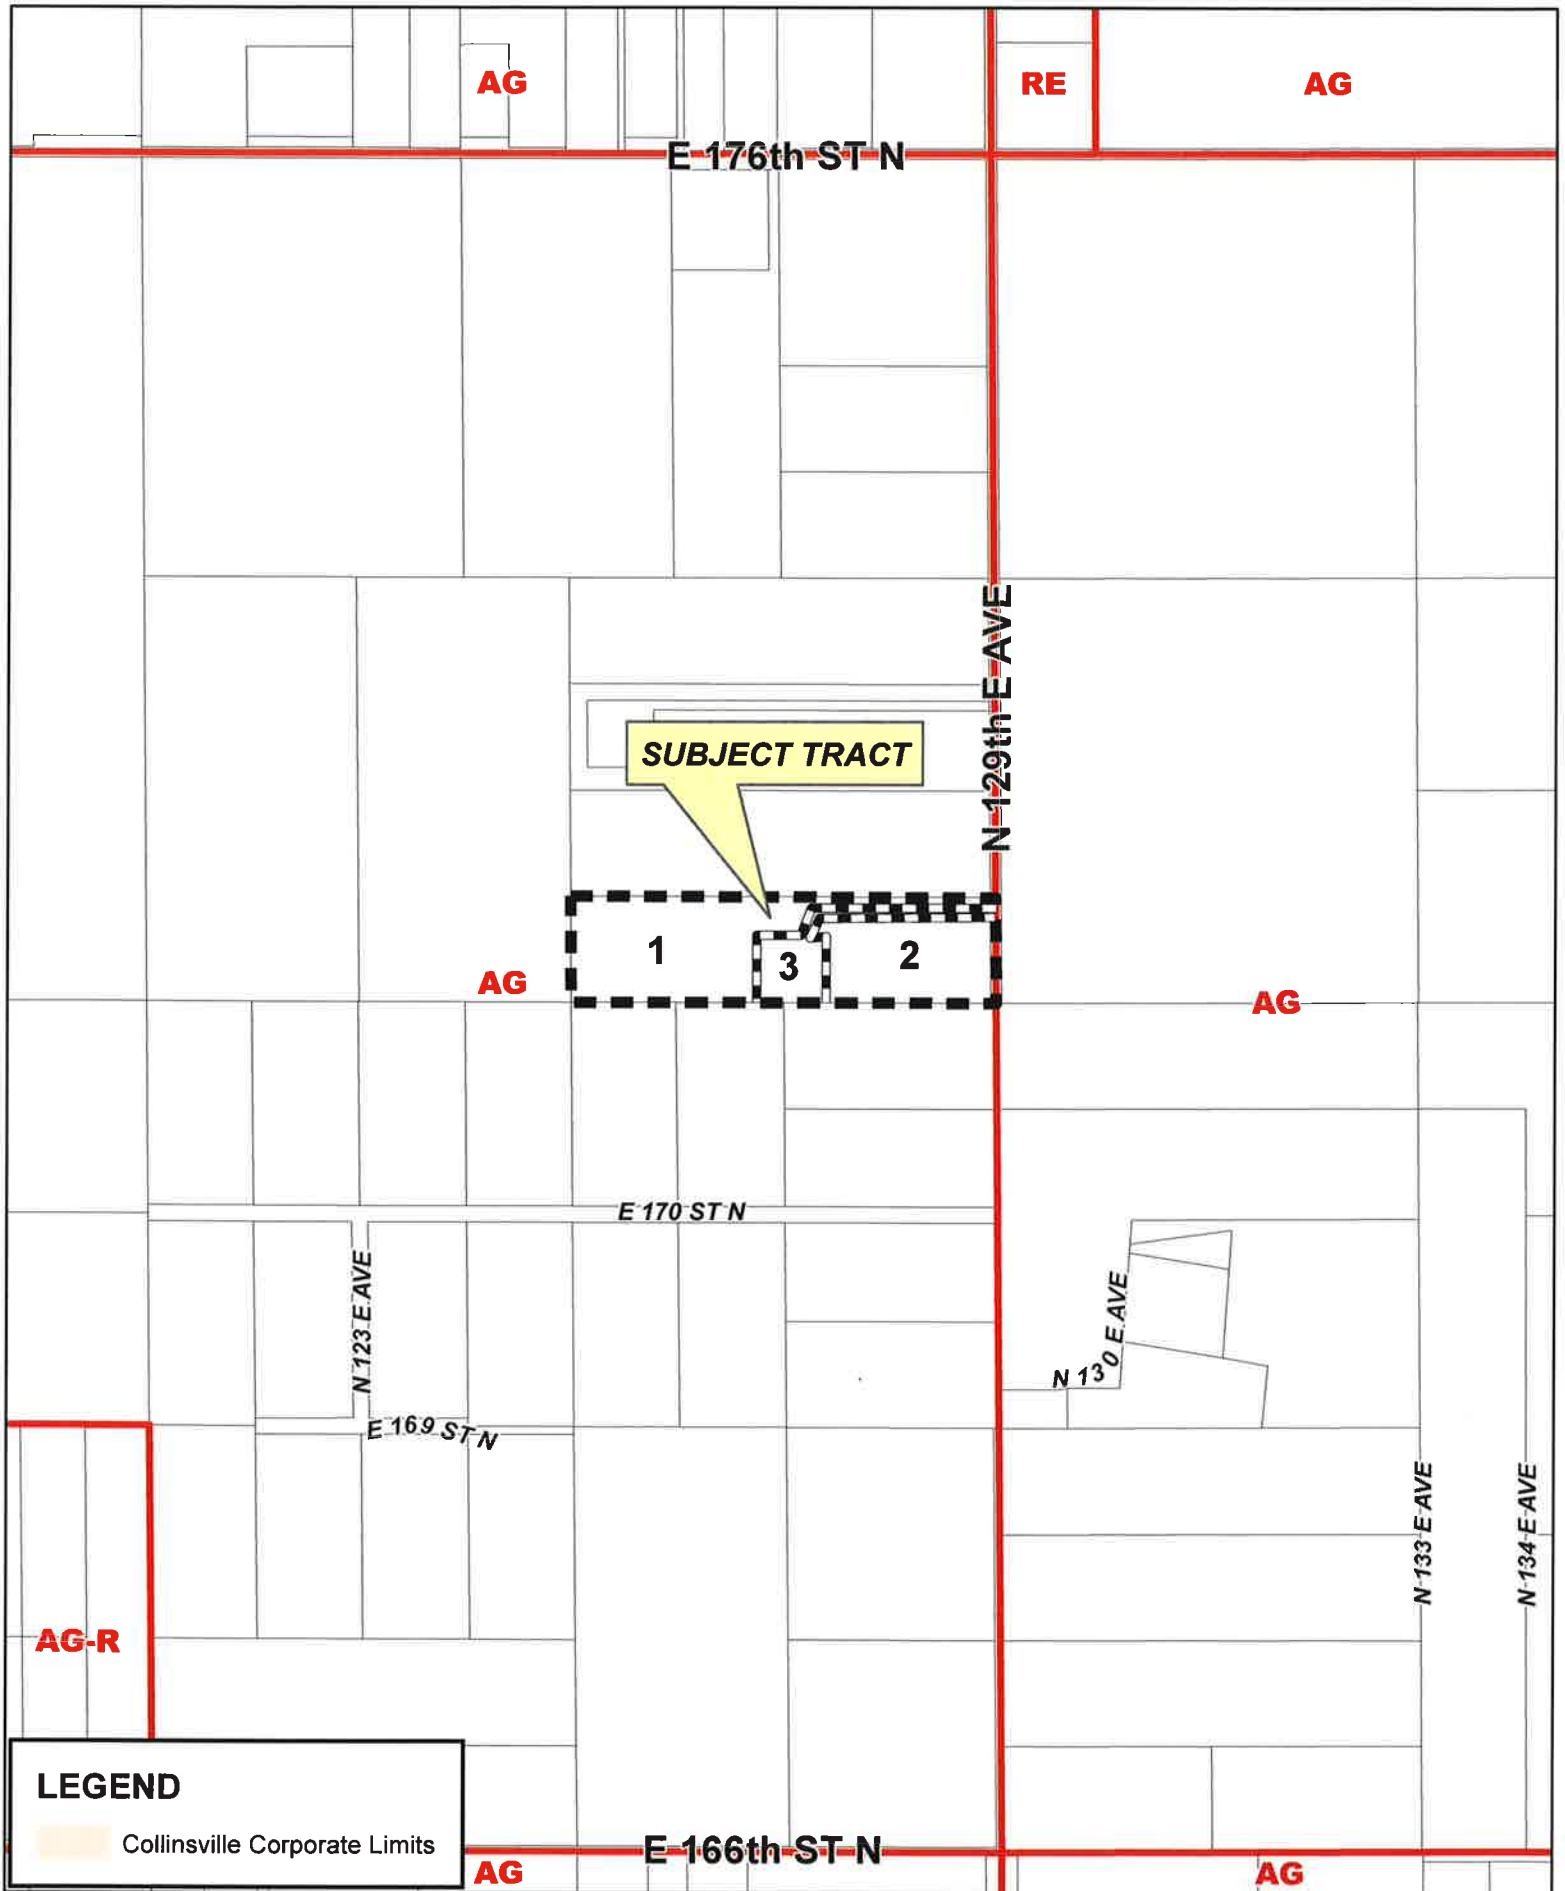 AG
RE
AG
E 176th ST N
N 129th E AVE
SUBJECT TRACT
1
3
2
AG
AG
E 170 ST N
N 123 E AVE
N 130 E AVE
E 169 ST N
N 133 E AVE
N 134 E AVE
AG-R
LEGEND
Collinsville Corporate Limits
E 166th ST N
AG
AG